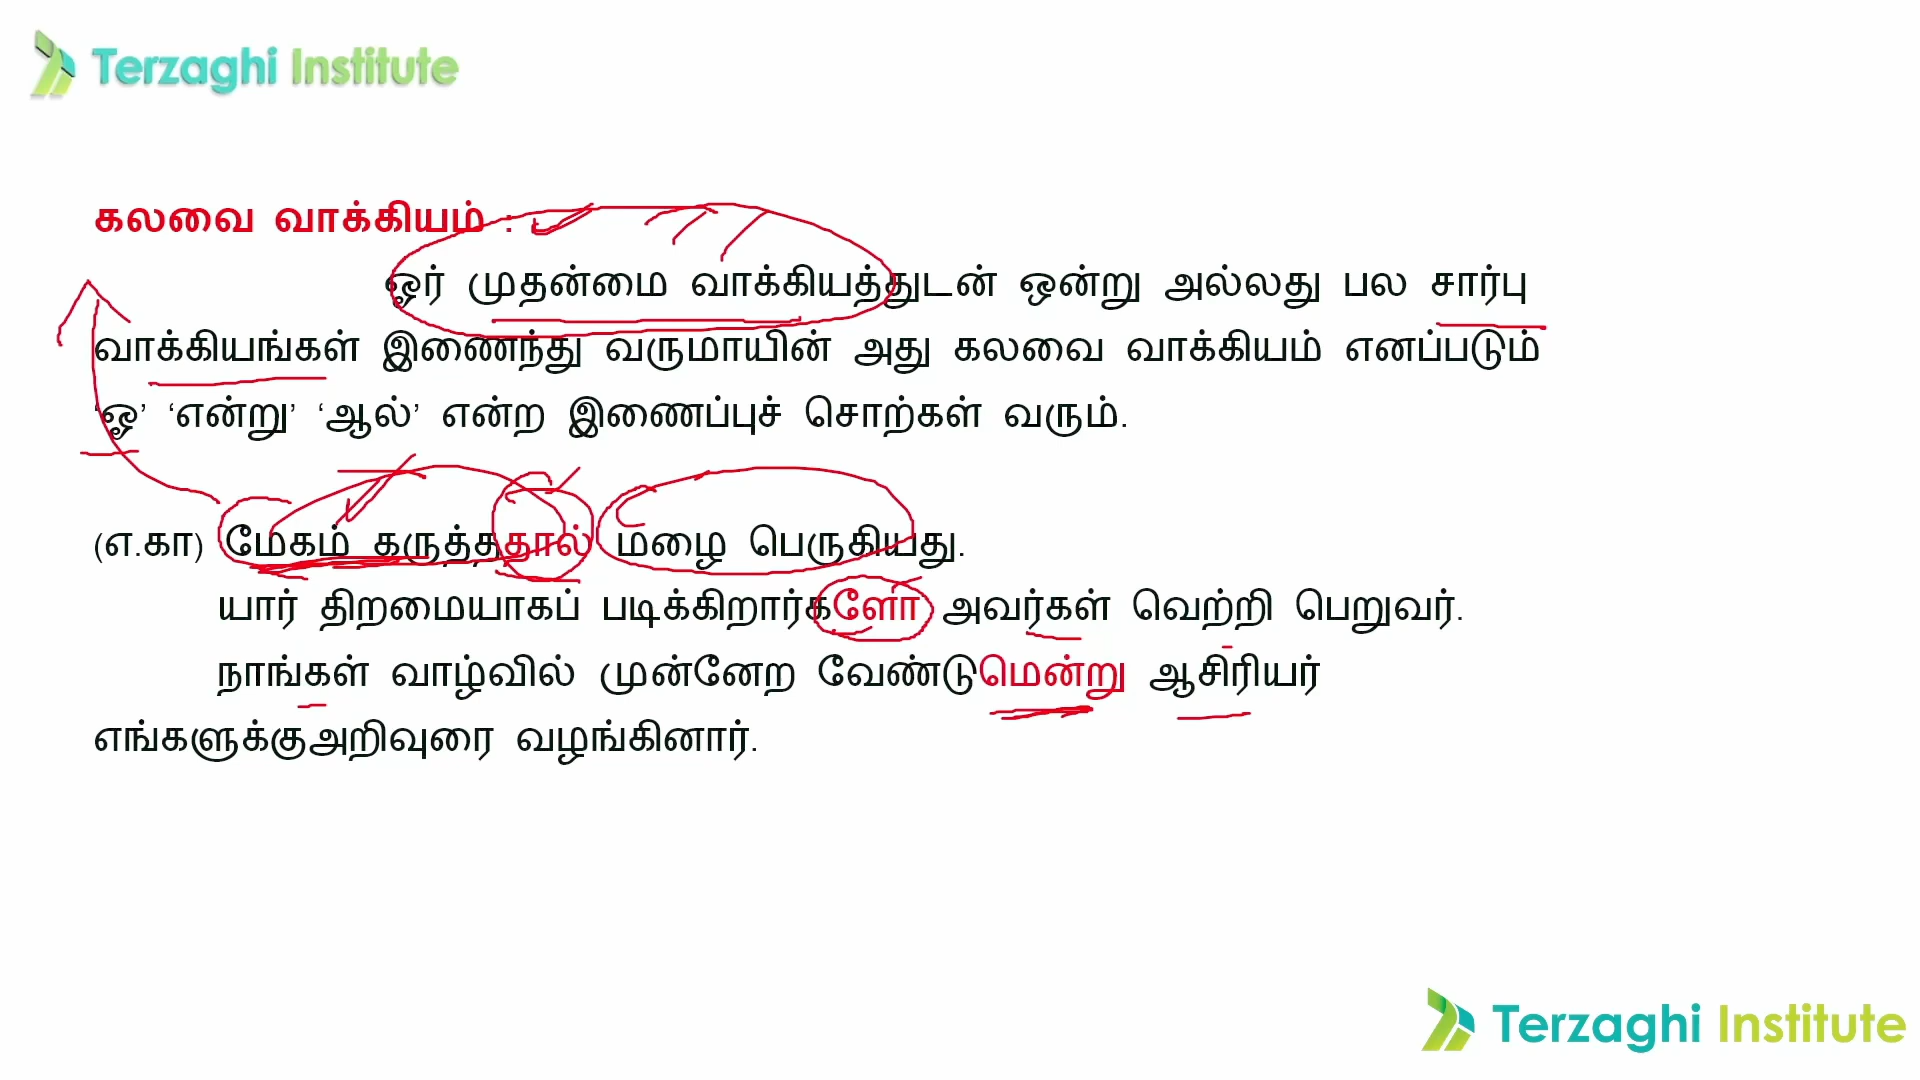 Terzaghi Institute
கலவை வாக்கியம் :
ஓர் முதன்மை வாக்கியத்துடன் ஒன்று அல்லது பல சார்பு
வாக்கியங்கள் இணைந்து வருமாயின் அது கலவை வாக்கியம் எனப்படும்
‘ஓ’ ‘என்று’ ‘ஆல்’ என்ற இணைப்புச் சொற்கள் வரும்.
(எ.கா) மேகம் கருத்ததால் மழை பெருகியது.
யார் திறமையாகப் படிக்கிறார்களோ அவர்கள் வெற்றி பெறுவர்.
நாங்கள் வாழ்வில் முன்னேற வேண்டுமென்று ஆசிரியர்
எங்களுக்குஅறிவுரை வழங்கினார்.
Terzaghi Institute